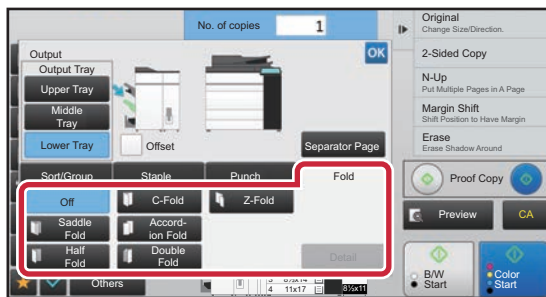 No. of copies 1
Original
Change Size/Direction.
2-Sided Copy
N-Up
Put Multiple Pages in A Page
Margin Shift
Shift Position to Have Margin
Erase
Erase Shadow Around
Output
OK
Output Tray
Upper Tray
Middle
Tray
Lower Tray
Offset
Separator Page
Sort/Group
Staple
Punch
Fold
Off
C-Fold
Z-Fold
Saddle
Fold
Accord-
ion Fold
Half
Fold
Double
Fold
Detail
Proof Copy
Preview
CA
B/W
Start
Color
Start
Others
4 11x17
8½x11